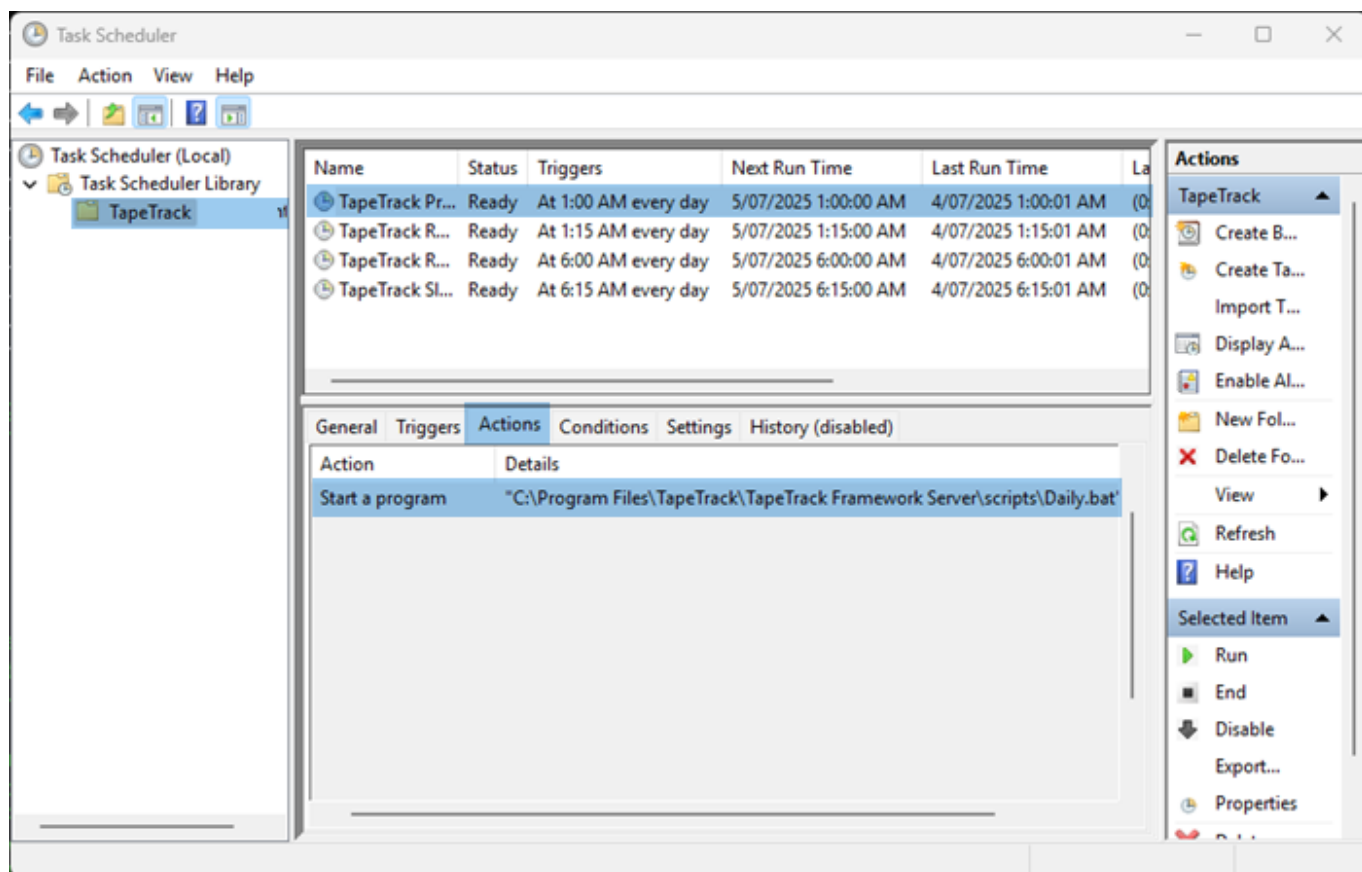 Task Scheduler
File Action View Help
Task Scheduler (Local)
Task Scheduler Library
TapeTrack
Name Status Triggers Next Run Time Last Run Time La
TapeTrack Pr... Ready At 1:00 AM every day 5/07/2025 1:00:00 AM 4/07/2025 1:00:01 AM (0
TapeTrack R... Ready At 1:15 AM every day 5/07/2025 1:15:00 AM 4/07/2025 1:15:01 AM (0
TapeTrack R... Ready At 6:00 AM every day 5/07/2025 6:00:00 AM 4/07/2025 6:00:01 AM (0
TapeTrack Sl... Ready At 6:15 AM every day 5/07/2025 6:15:00 AM 4/07/2025 6:15:01 AM (0
General Triggers Actions Conditions Settings History (disabled)
Action Details
Start a program "C:\Program Files\TapeTrack\TapeTrack Framework Server\scripts\Daily.bat"
Actions
TapeTrack
Create B...
Create Ta...
Import T...
Display A...
Enable Al...
New Fol...
Delete Fo...
View
Refresh
Help
Selected Item
Run
End
Disable
Export...
Properties